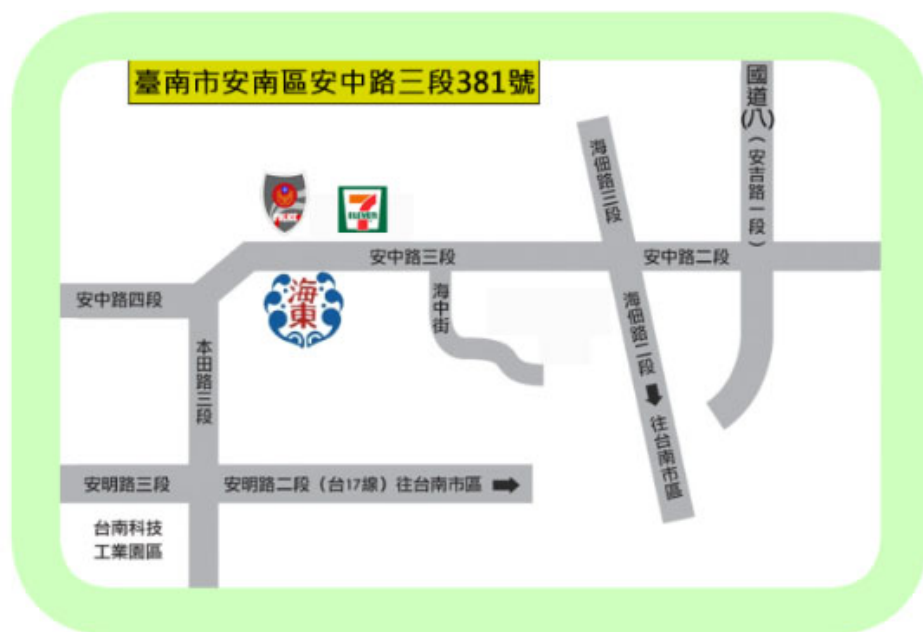 臺南市安南區安中路三段381號
國道(八)(安吉路一段)
海佃路三段
POLICE
7
ELEVEN
安中路三段
安中路二段
安中路四段
海東
海中街
海佃路二段 ➡ 往台南市區
本田路三段
安明路三段
安明路二段（台17線）往台南市區 ➡
台南科技
工業園區